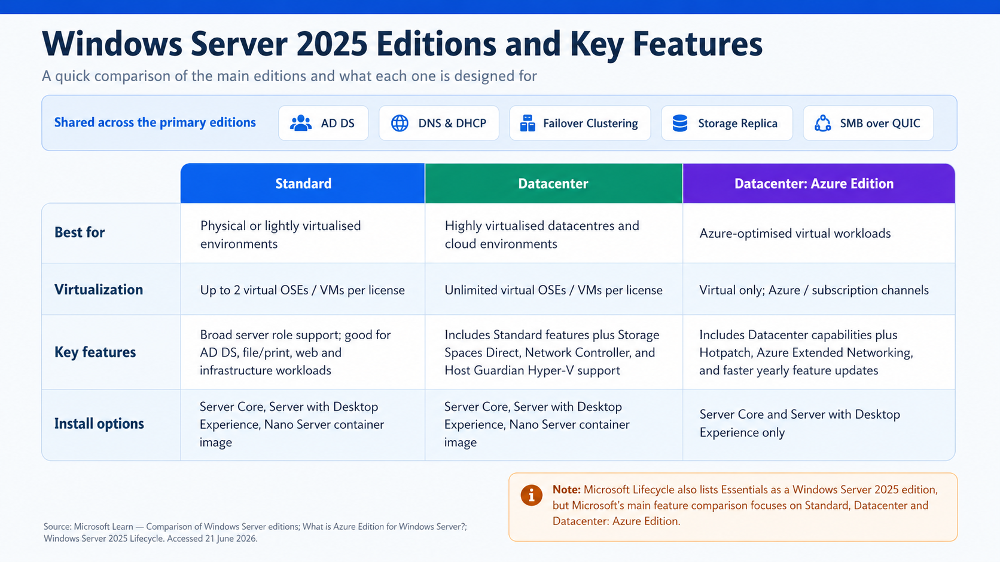 Windows Server 2025 Editions and Key Features
A quick comparison of the main editions and what each one is designed for
Shared across the primary editions
AD DS
DNS & DHCP
Failover Clustering
Storage Replica
SMB over QUIC
Standard
Datacenter
Datacenter: Azure Edition
Best for
Physical or lightly virtualised
environments
Highly virtualised datacentres and
cloud environments
Azure-optimised virtual workloads
Virtualization
Up to 2 virtual OSEs / VMs per license
Unlimited virtual OSEs / VMs per license
Virtual only; Azure / subscription channels
Key features
Broad server role support; good for
AD DS, file/print, web and
infrastructure workloads
Includes Standard features plus Storage
Spaces Direct, Network Controller, and
Host Guardian Hyper-V support
Includes Datacenter capabilities plus
Hotpatch, Azure Extended Networking,
and faster yearly feature updates
Install options
Server Core, Server with Desktop
Experience, Nano Server container
image
Server Core, Server with Desktop
Experience, Nano Server container
image
Server Core and Server with Desktop
Experience only
Note: Microsoft Lifecycle also lists Essentials as a Windows Server 2025 edition,
but Microsoft's main feature comparison focuses on Standard, Datacenter and
Datacenter: Azure Edition.
Source: Microsoft Learn — Comparison of Windows Server editions; What is Azure Edition for Windows Server?;
Windows Server 2025 Lifecycle. Accessed 21 June 2026.